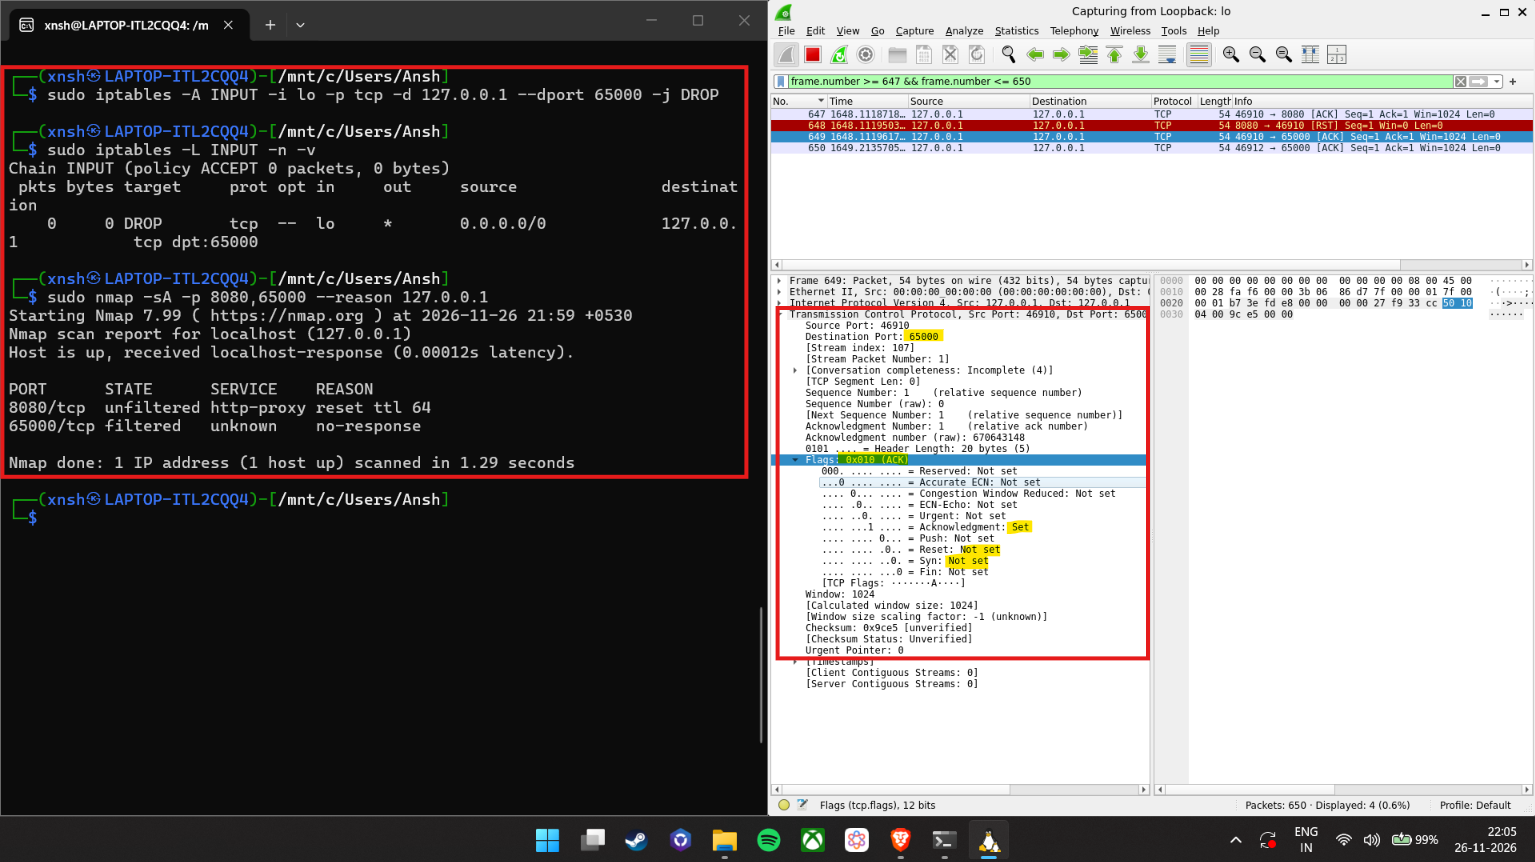 xnsh@LAPTOP-ITL2CQQ4: /m
┌──(xnsh㉿LAPTOP-ITL2CQQ4)-[/mnt/c/Users/Ansh]
└─$ sudo iptables -A INPUT -i lo -p tcp -d 127.0.0.1 --dport 65000 -j DROP
┌──(xnsh㉿LAPTOP-ITL2CQQ4)-[/mnt/c/Users/Ansh]
└─$ sudo iptables -L INPUT -n -v
Chain INPUT (policy ACCEPT 0 packets, 0 bytes)
pkts bytes target prot opt in out source destinat
ion
0 0 DROP tcp -- lo * 0.0.0.0/0 127.0.0.
1 tcp dpt:65000
┌──(xnsh㉿LAPTOP-ITL2CQQ4)-[/mnt/c/Users/Ansh]
└─$ sudo nmap -sA -p 8080,65000 --reason 127.0.0.1
Starting Nmap 7.99 ( https://nmap.org ) at 2026-11-26 21:59 +0530
Nmap scan report for localhost (127.0.0.1)
Host is up, received localhost-response (0.00012s latency).
PORT STATE SERVICE REASON
8080/tcp unfiltered http-proxy reset ttl 64
65000/tcp filtered unknown no-response
Nmap done: 1 IP address (1 host up) scanned in 1.29 seconds
┌──(xnsh㉿LAPTOP-ITL2CQQ4)-[/mnt/c/Users/Ansh]
└─$
Capturing from Loopback: lo
File Edit View Go Capture Analyze Statistics Telephony Wireless Tools Help
frame.number >= 647 && frame.number <= 650
No. Time Source Destination Protocol Length Info
647 1648.1118718… 127.0.0.1 127.0.0.1 TCP 54 46910 → 8080 [ACK] Seq=1 Ack=1 Win=1024 Len=0
648 1648.1119503… 127.0.0.1 127.0.0.1 TCP 54 8080 → 46910 [RST] Seq=1 Win=0 Len=0
649 1648.1119617… 127.0.0.1 127.0.0.1 TCP 54 46910 → 65000 [ACK] Seq=1 Ack=1 Win=1024 Len=0
650 1649.2135705… 127.0.0.1 127.0.0.1 TCP 54 46912 → 65000 [ACK] Seq=1 Ack=1 Win=1024 Len=0
Frame 649: Packet, 54 bytes on wire (432 bits), 54 bytes captu
Ethernet II, Src: 00:00:00_00:00:00 (00:00:00:00:00:00), Dst: 
Internet Protocol Version 4, Src: 127.0.0.1, Dst: 127.0.0.1
Transmission Control Protocol, Src Port: 46910, Dst Port: 6500
Source Port: 46910
Destination Port: 65000
[Stream index: 107]
[Stream Packet Number: 1]
[Conversation completeness: Incomplete (4)]
[TCP Segment Len: 0]
Sequence Number: 1 (relative sequence number)
Sequence Number (raw): 0
[Next Sequence Number: 1 (relative sequence number)]
Acknowledgment Number: 1 (relative ack number)
Acknowledgment number (raw): 670643148
0101 .... = Header Length: 20 bytes (5)
Flags: 0x010 (ACK)
000. .... .... = Reserved: Not set
...0 .... .... = Accurate ECN: Not set
.... 0... .... = Congestion Window Reduced: Not set
.... .0.. .... = ECN-Echo: Not set
.... ..0. .... = Urgent: Not set
.... ...1 .... = Acknowledgment: Set
.... .... 0... = Push: Not set
.... .... .0.. = Reset: Not set
.... .... ..0. = Syn: Not set
.... .... ...0 = Fin: Not set
[TCP Flags: ·······A····]
Window: 1024
[Calculated window size: 1024]
[Window size scaling factor: -1 (unknown)]
Checksum: 0x9ce5 [unverified]
[Checksum Status: Unverified]
Urgent Pointer: 0
[Timestamps]
[Client Contiguous Streams: 0]
[Server Contiguous Streams: 0]
0000 00 00 00 00 00 00 00 00 00 00 00 00 08 00 45 00
0010 00 28 fa f6 00 00 3b 06 86 d7 7f 00 00 01 7f 00
0020 00 01 b7 3e fd e8 00 00 00 00 27 f9 33 cc 50 10
0030 04 00 9c e5 00 00
Flags (tcp.flags), 12 bits
Packets: 650 · Displayed: 4 (0.6%)
Profile: Default
ENG
IN
99%
22:05
26-11-2026